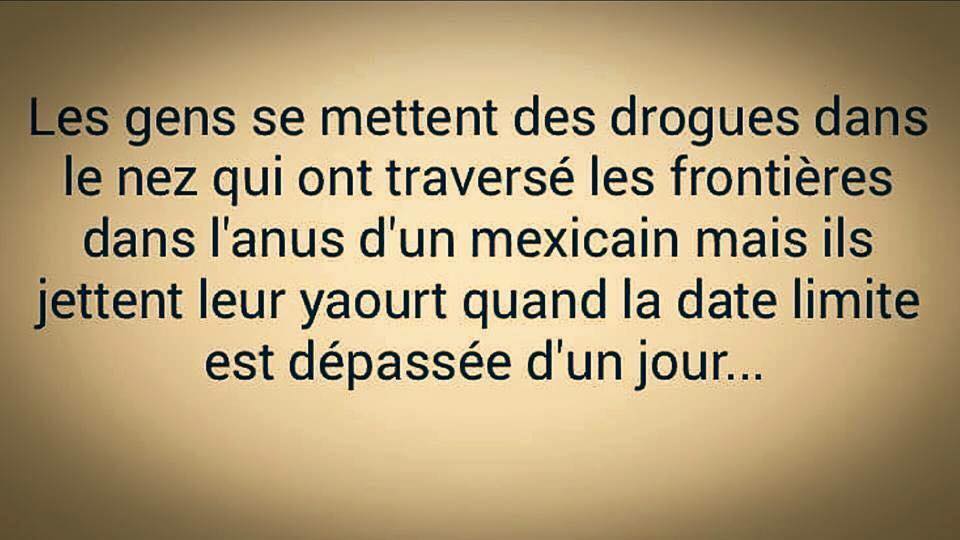 Les gens se mettent des drogues dans
le nez qui ont traversé les frontières
dans l'anus d'un mexicain mais ils
jettent leur yaourt quand la date limite
est dépassée d'un jour...